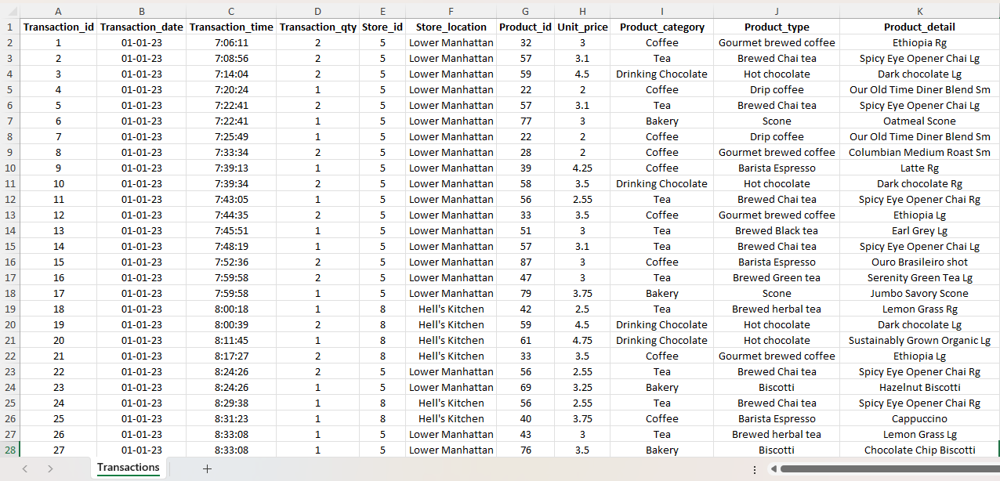 A B C D E F G H I J K
1 Transaction_id Transaction_date Transaction_time Transaction_qty Store_id Store_location Product_id Unit_price Product_category Product_type Product_detail
2 1 01-01-23 7:06:11 2 5 Lower Manhattan 32 3 Coffee Gourmet brewed coffee Ethiopia Rg
3 2 01-01-23 7:08:56 2 5 Lower Manhattan 57 3.1 Tea Brewed Chai tea Spicy Eye Opener Chai Lg
4 3 01-01-23 7:14:04 2 5 Lower Manhattan 59 4.5 Drinking Chocolate Hot chocolate Dark chocolate Lg
5 4 01-01-23 7:20:24 1 5 Lower Manhattan 22 2 Coffee Drip coffee Our Old Time Diner Blend Sm
6 5 01-01-23 7:22:41 2 5 Lower Manhattan 57 3.1 Tea Brewed Chai tea Spicy Eye Opener Chai Lg
7 6 01-01-23 7:22:41 1 5 Lower Manhattan 77 3 Bakery Scone Oatmeal Scone
8 7 01-01-23 7:25:49 1 5 Lower Manhattan 22 2 Coffee Drip coffee Our Old Time Diner Blend Sm
9 8 01-01-23 7:33:34 2 5 Lower Manhattan 28 2 Coffee Gourmet brewed coffee Columbian Medium Roast Sm
10 9 01-01-23 7:39:13 1 5 Lower Manhattan 39 4.25 Coffee Barista Espresso Latte Rg
11 10 01-01-23 7:39:34 2 5 Lower Manhattan 58 3.5 Drinking Chocolate Hot chocolate Dark chocolate Rg
12 11 01-01-23 7:43:05 1 5 Lower Manhattan 56 2.55 Tea Brewed Chai tea Spicy Eye Opener Chai Rg
13 12 01-01-23 7:44:35 2 5 Lower Manhattan 33 3.5 Coffee Gourmet brewed coffee Ethiopia Lg
14 13 01-01-23 7:45:51 1 5 Lower Manhattan 51 3 Tea Brewed Black tea Earl Grey Lg
15 14 01-01-23 7:48:19 1 5 Lower Manhattan 57 3.1 Tea Brewed Chai tea Spicy Eye Opener Chai Lg
16 15 01-01-23 7:52:36 2 5 Lower Manhattan 87 3 Coffee Barista Espresso Ouro Brasileiro shot
17 16 01-01-23 7:59:58 2 5 Lower Manhattan 47 3 Tea Brewed Green tea Serenity Green Tea Lg
18 17 01-01-23 7:59:58 1 5 Lower Manhattan 79 3.75 Bakery Scone Jumbo Savory Scone
19 18 01-01-23 8:00:18 1 8 Hell's Kitchen 42 2.5 Tea Brewed herbal tea Lemon Grass Rg
20 19 01-01-23 8:00:39 2 8 Hell's Kitchen 59 4.5 Drinking Chocolate Hot chocolate Dark chocolate Lg
21 20 01-01-23 8:11:45 1 8 Hell's Kitchen 61 4.75 Drinking Chocolate Hot chocolate Sustainably Grown Organic Lg
22 21 01-01-23 8:17:27 2 8 Hell's Kitchen 33 3.5 Coffee Gourmet brewed coffee Ethiopia Lg
23 22 01-01-23 8:24:26 2 5 Lower Manhattan 56 2.55 Tea Brewed Chai tea Spicy Eye Opener Chai Rg
24 23 01-01-23 8:24:26 1 5 Lower Manhattan 69 3.25 Bakery Biscotti Hazelnut Biscotti
25 24 01-01-23 8:29:38 1 8 Hell's Kitchen 56 2.55 Tea Brewed Chai tea Spicy Eye Opener Chai Rg
26 25 01-01-23 8:31:23 1 8 Hell's Kitchen 40 3.75 Coffee Barista Espresso Cappuccino
27 26 01-01-23 8:33:08 1 5 Lower Manhattan 43 3 Tea Brewed herbal tea Lemon Grass Lg
28 27 01-01-23 8:33:08 1 5 Lower Manhattan 76 3.5 Bakery Biscotti Chocolate Chip Biscotti
Transactions